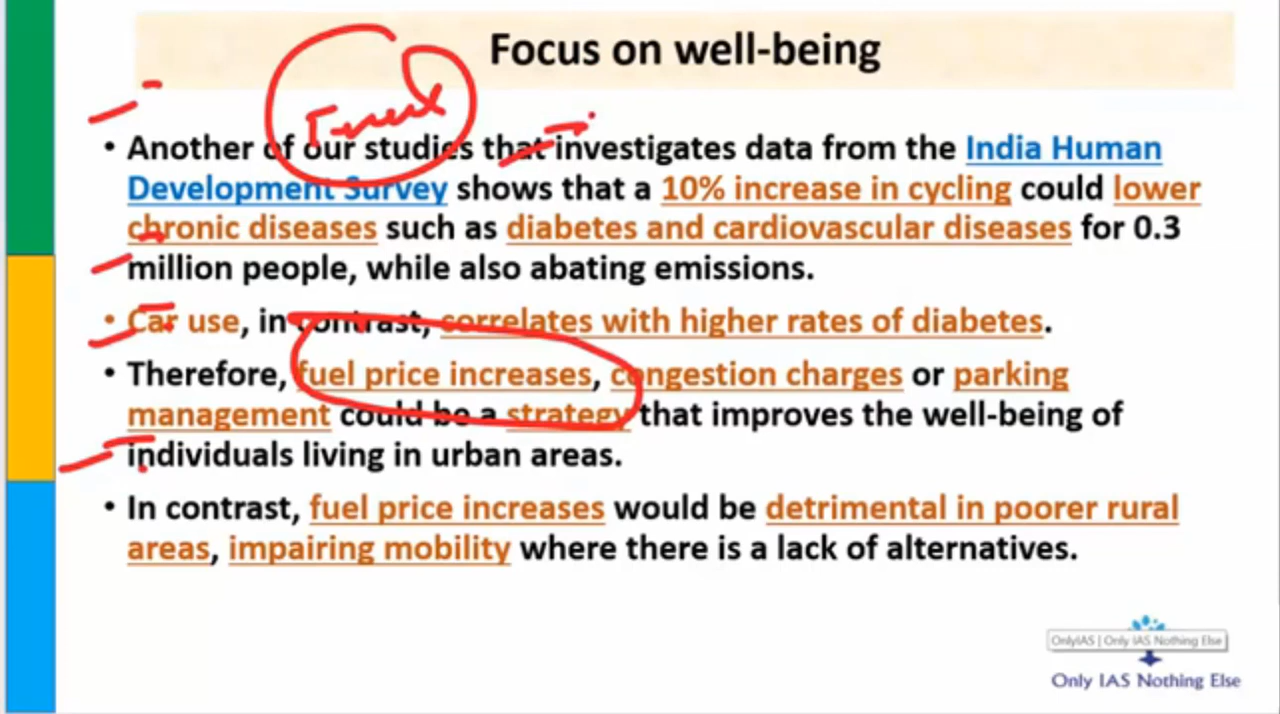 Focus on well-being
• Another of our studies that investigates data from the India Human
Development Survey shows that a 10% increase in cycling could lower
chronic diseases such as diabetes and cardiovascular diseases for 0.3
million people, while also abating emissions.
• Car use, in contrast, correlates with higher rates of diabetes.
• Therefore, fuel price increases, congestion charges or parking
management could be a strategy that improves the well-being of
individuals living in urban areas.
• In contrast, fuel price increases would be detrimental in poorer rural
areas, impairing mobility where there is a lack of alternatives.
OnlyIAS | Only IAS Nothing Else
Only IAS Nothing Else